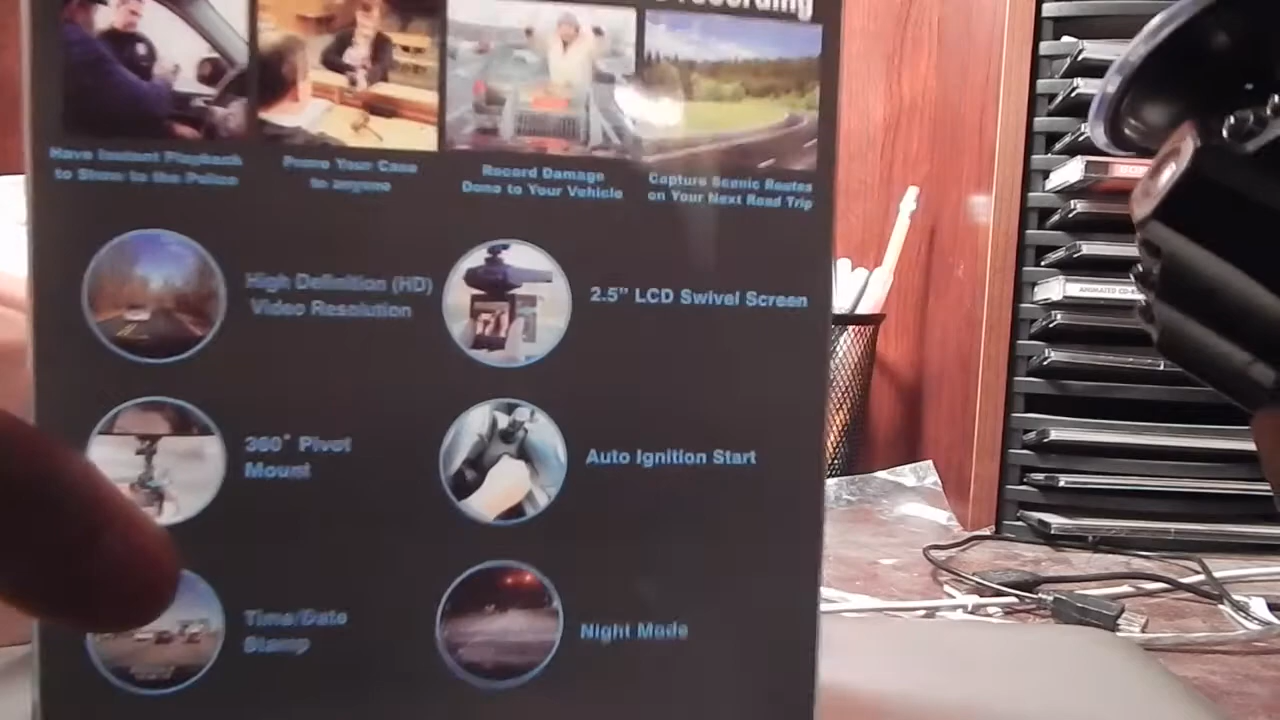 Have Instant Playback
to Show to the Police
Prove Your Case
to anyone
Record Damage
Done to Your Vehicle
Capture Scenic Routes
on Your Next Road Trip
High Definition (HD)
Video Resolution
2.5" LCD Swivel Screen
360° Pivot
Mount
Auto Ignition Start
Time/Date
Stamp
Night Mode
ANIMATED CD-R